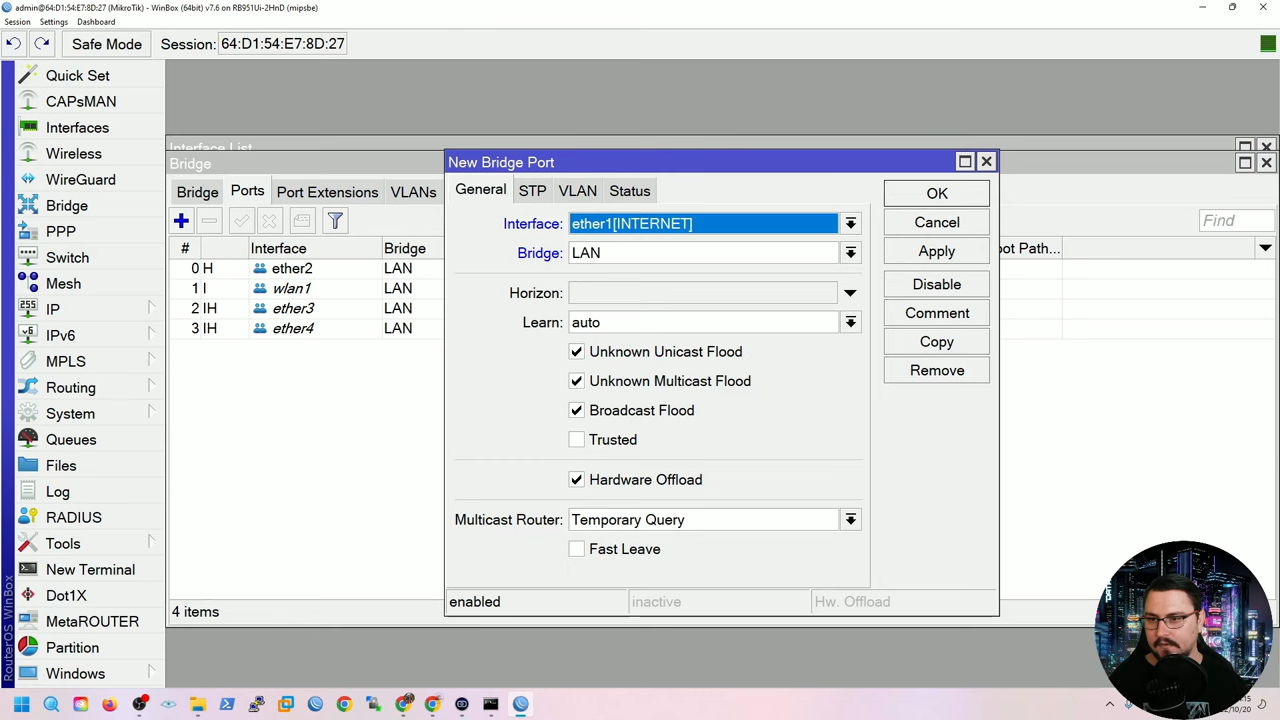 admin@64:D1:54:E7:8D:27 (MikroTik) - WinBox (64bit) v7.6 on RB951Ui-2HnD (mipsbe)
Session Settings Dashboard
Safe Mode Session: 64:D1:54:E7:8D:27
Quick Set
CAPsMAN
Interfaces
Wireless
WireGuard
Bridge
PPP
Switch
Mesh
IP
IPv6
MPLS
Routing
System
Queues
Files
Log
RADIUS
Tools
New Terminal
Dot1X
MetaROUTER
Partition
Windows
RouterOS WinBox
Interface List
Bridge
Bridge Ports Port Extensions VLANs
Find
# Interface Bridge
0 H ether2 LAN
1 I wlan1 LAN
2 IH ether3 LAN
3 IH ether4 LAN
oot Path...
4 items
New Bridge Port
General STP VLAN Status
Interface: ether1[INTERNET]
Bridge: LAN
Horizon:
Learn: auto
Unknown Unicast Flood
Unknown Multicast Flood
Broadcast Flood
Trusted
Hardware Offload
Multicast Router: Temporary Query
Fast Leave
OK
Cancel
Apply
Disable
Comment
Copy
Remove
enabled inactive Hw. Offload